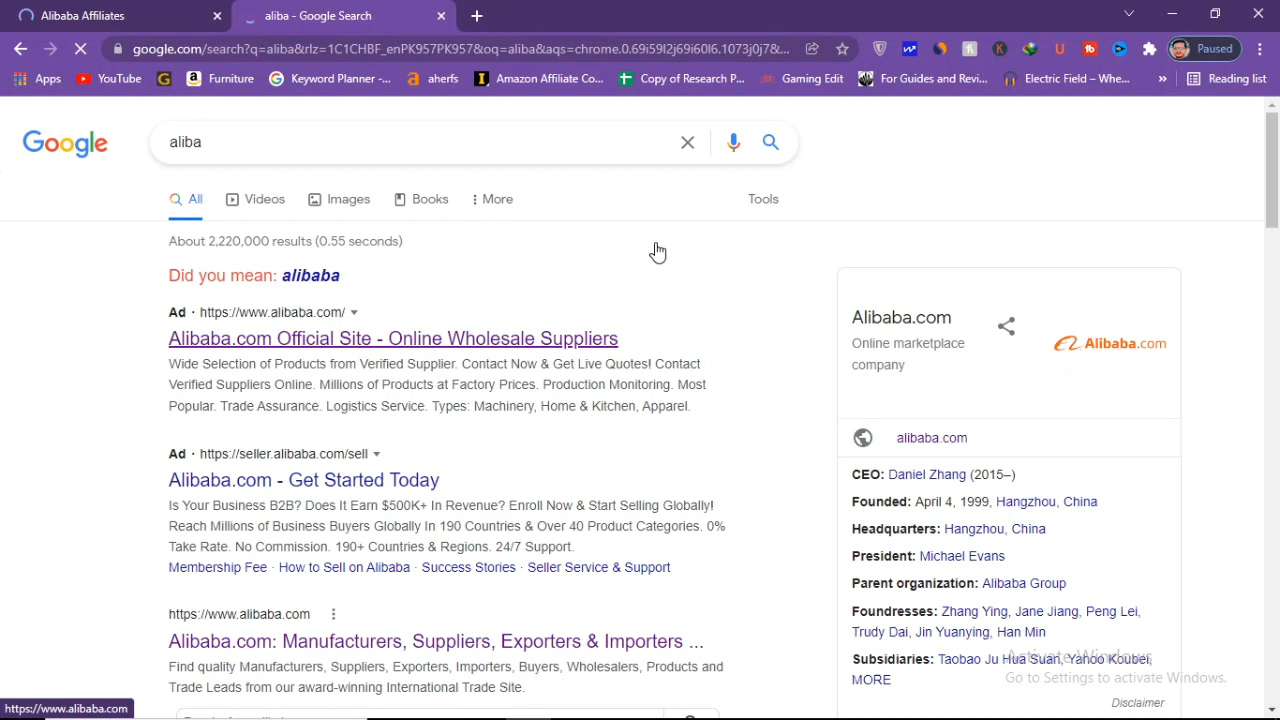 Alibaba Affiliates
aliba - Google Search
google.com/search?q=aliba&rlz=1C1CHBF_enPK957PK957&oq=aliba&aqs=chrome.0.69i59l2j69i60l6.1073j0j7&...
Paused
Apps
YouTube
Furniture
Keyword Planner -...
aherfs
Amazon Affiliate Co...
Copy of Research P...
Gaming Edit
For Guides and Revi...
Electric Field – Whe...
»
Reading list
Google
aliba
All
Videos
Images
Books
More
Tools
About 2,220,000 results (0.55 seconds)
Did you mean: alibaba
Ad · https://www.alibaba.com/
Alibaba.com Official Site - Online Wholesale Suppliers
Wide Selection of Products from Verified Supplier. Contact Now & Get Live Quotes! Contact
Verified Suppliers Online. Millions of Products at Factory Prices. Production Monitoring. Most
Popular. Trade Assurance. Logistics Service. Types: Machinery, Home & Kitchen, Apparel.
Ad · https://seller.alibaba.com/sell
Alibaba.com - Get Started Today
Is Your Business B2B? Does It Earn $500K+ In Revenue? Enroll Now & Start Selling Globally!
Reach Millions of Business Buyers Globally In 190 Countries & Over 40 Product Categories. 0%
Take Rate. No Commission. 190+ Countries & Regions. 24/7 Support.
Membership Fee · How to Sell on Alibaba · Success Stories · Seller Service & Support
https://www.alibaba.com
Alibaba.com: Manufacturers, Suppliers, Exporters & Importers ...
Find quality Manufacturers, Suppliers, Exporters, Importers, Buyers, Wholesalers, Products and
Trade Leads from our award-winning International Trade Site.
https://www.alibaba.com
Alibaba.com
Online marketplace
company
Alibaba.com
alibaba.com
CEO: Daniel Zhang (2015–)
Founded: April 4, 1999, Hangzhou, China
Headquarters: Hangzhou, China
President: Michael Evans
Parent organization: Alibaba Group
Foundresses: Zhang Ying, Jane Jiang, Peng Lei,
Trudy Dai, Jin Yuanying, Han Min
Subsidiaries: Taobao Ju Hua Suan, Yahoo Koubei,
MORE
Activate Windows
Go to Settings to activate Windows.
Disclaimer